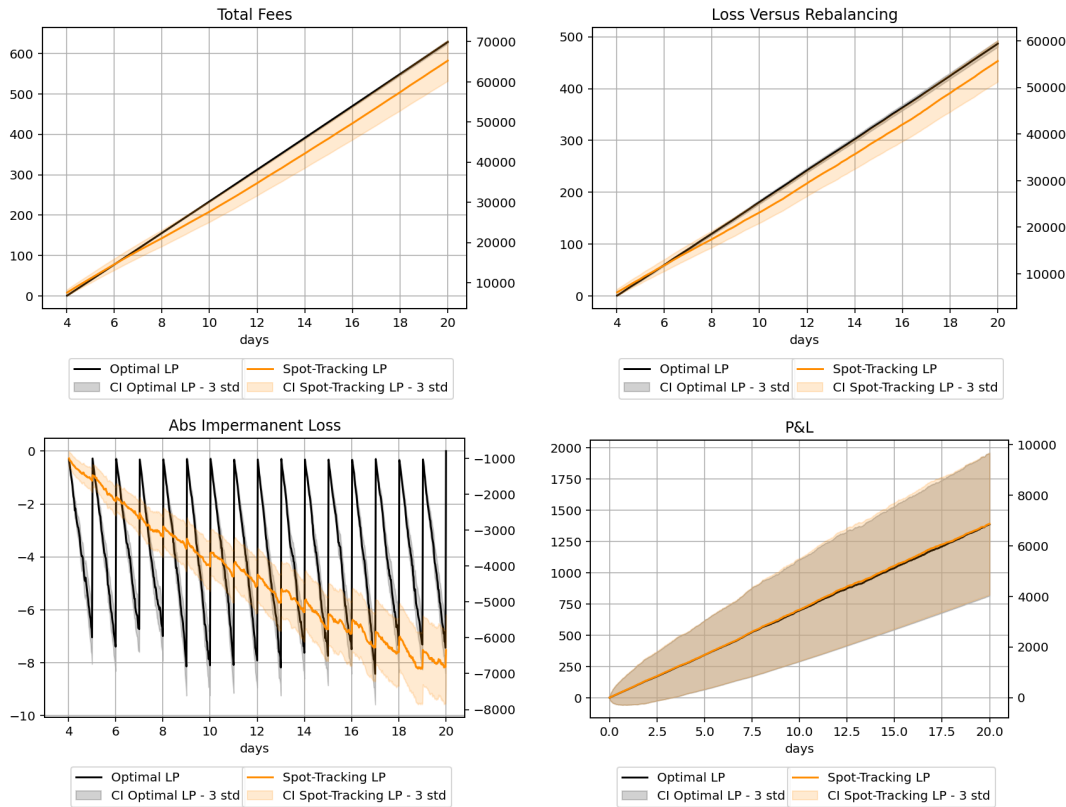 Total Fees
600
500
400
300
200
100
0
70000
60000
50000
40000
30000
20000
10000
4 6 8 10 12 14 16 18 20
days
Optimal LP
CI Optimal LP - 3 std
Spot-Tracking LP
CI Spot-Tracking LP - 3 std
Loss Versus Rebalancing
500
400
300
200
100
0
60000
50000
40000
30000
20000
10000
4 6 8 10 12 14 16 18 20
days
Optimal LP
CI Optimal LP - 3 std
Spot-Tracking LP
CI Spot-Tracking LP - 3 std
Abs Impermanent Loss
0
−2
−4
−6
−8
−10
−1000
−2000
−3000
−4000
−5000
−6000
−7000
−8000
4 6 8 10 12 14 16 18 20
days
Optimal LP
CI Optimal LP - 3 std
Spot-Tracking LP
CI Spot-Tracking LP - 3 std
P&L
2000
1750
1500
1250
1000
750
500
250
0
10000
8000
6000
4000
2000
0
0.0 2.5 5.0 7.5 10.0 12.5 15.0 17.5 20.0
days
Optimal LP
CI Optimal LP - 3 std
Spot-Tracking LP
CI Spot-Tracking LP - 3 std